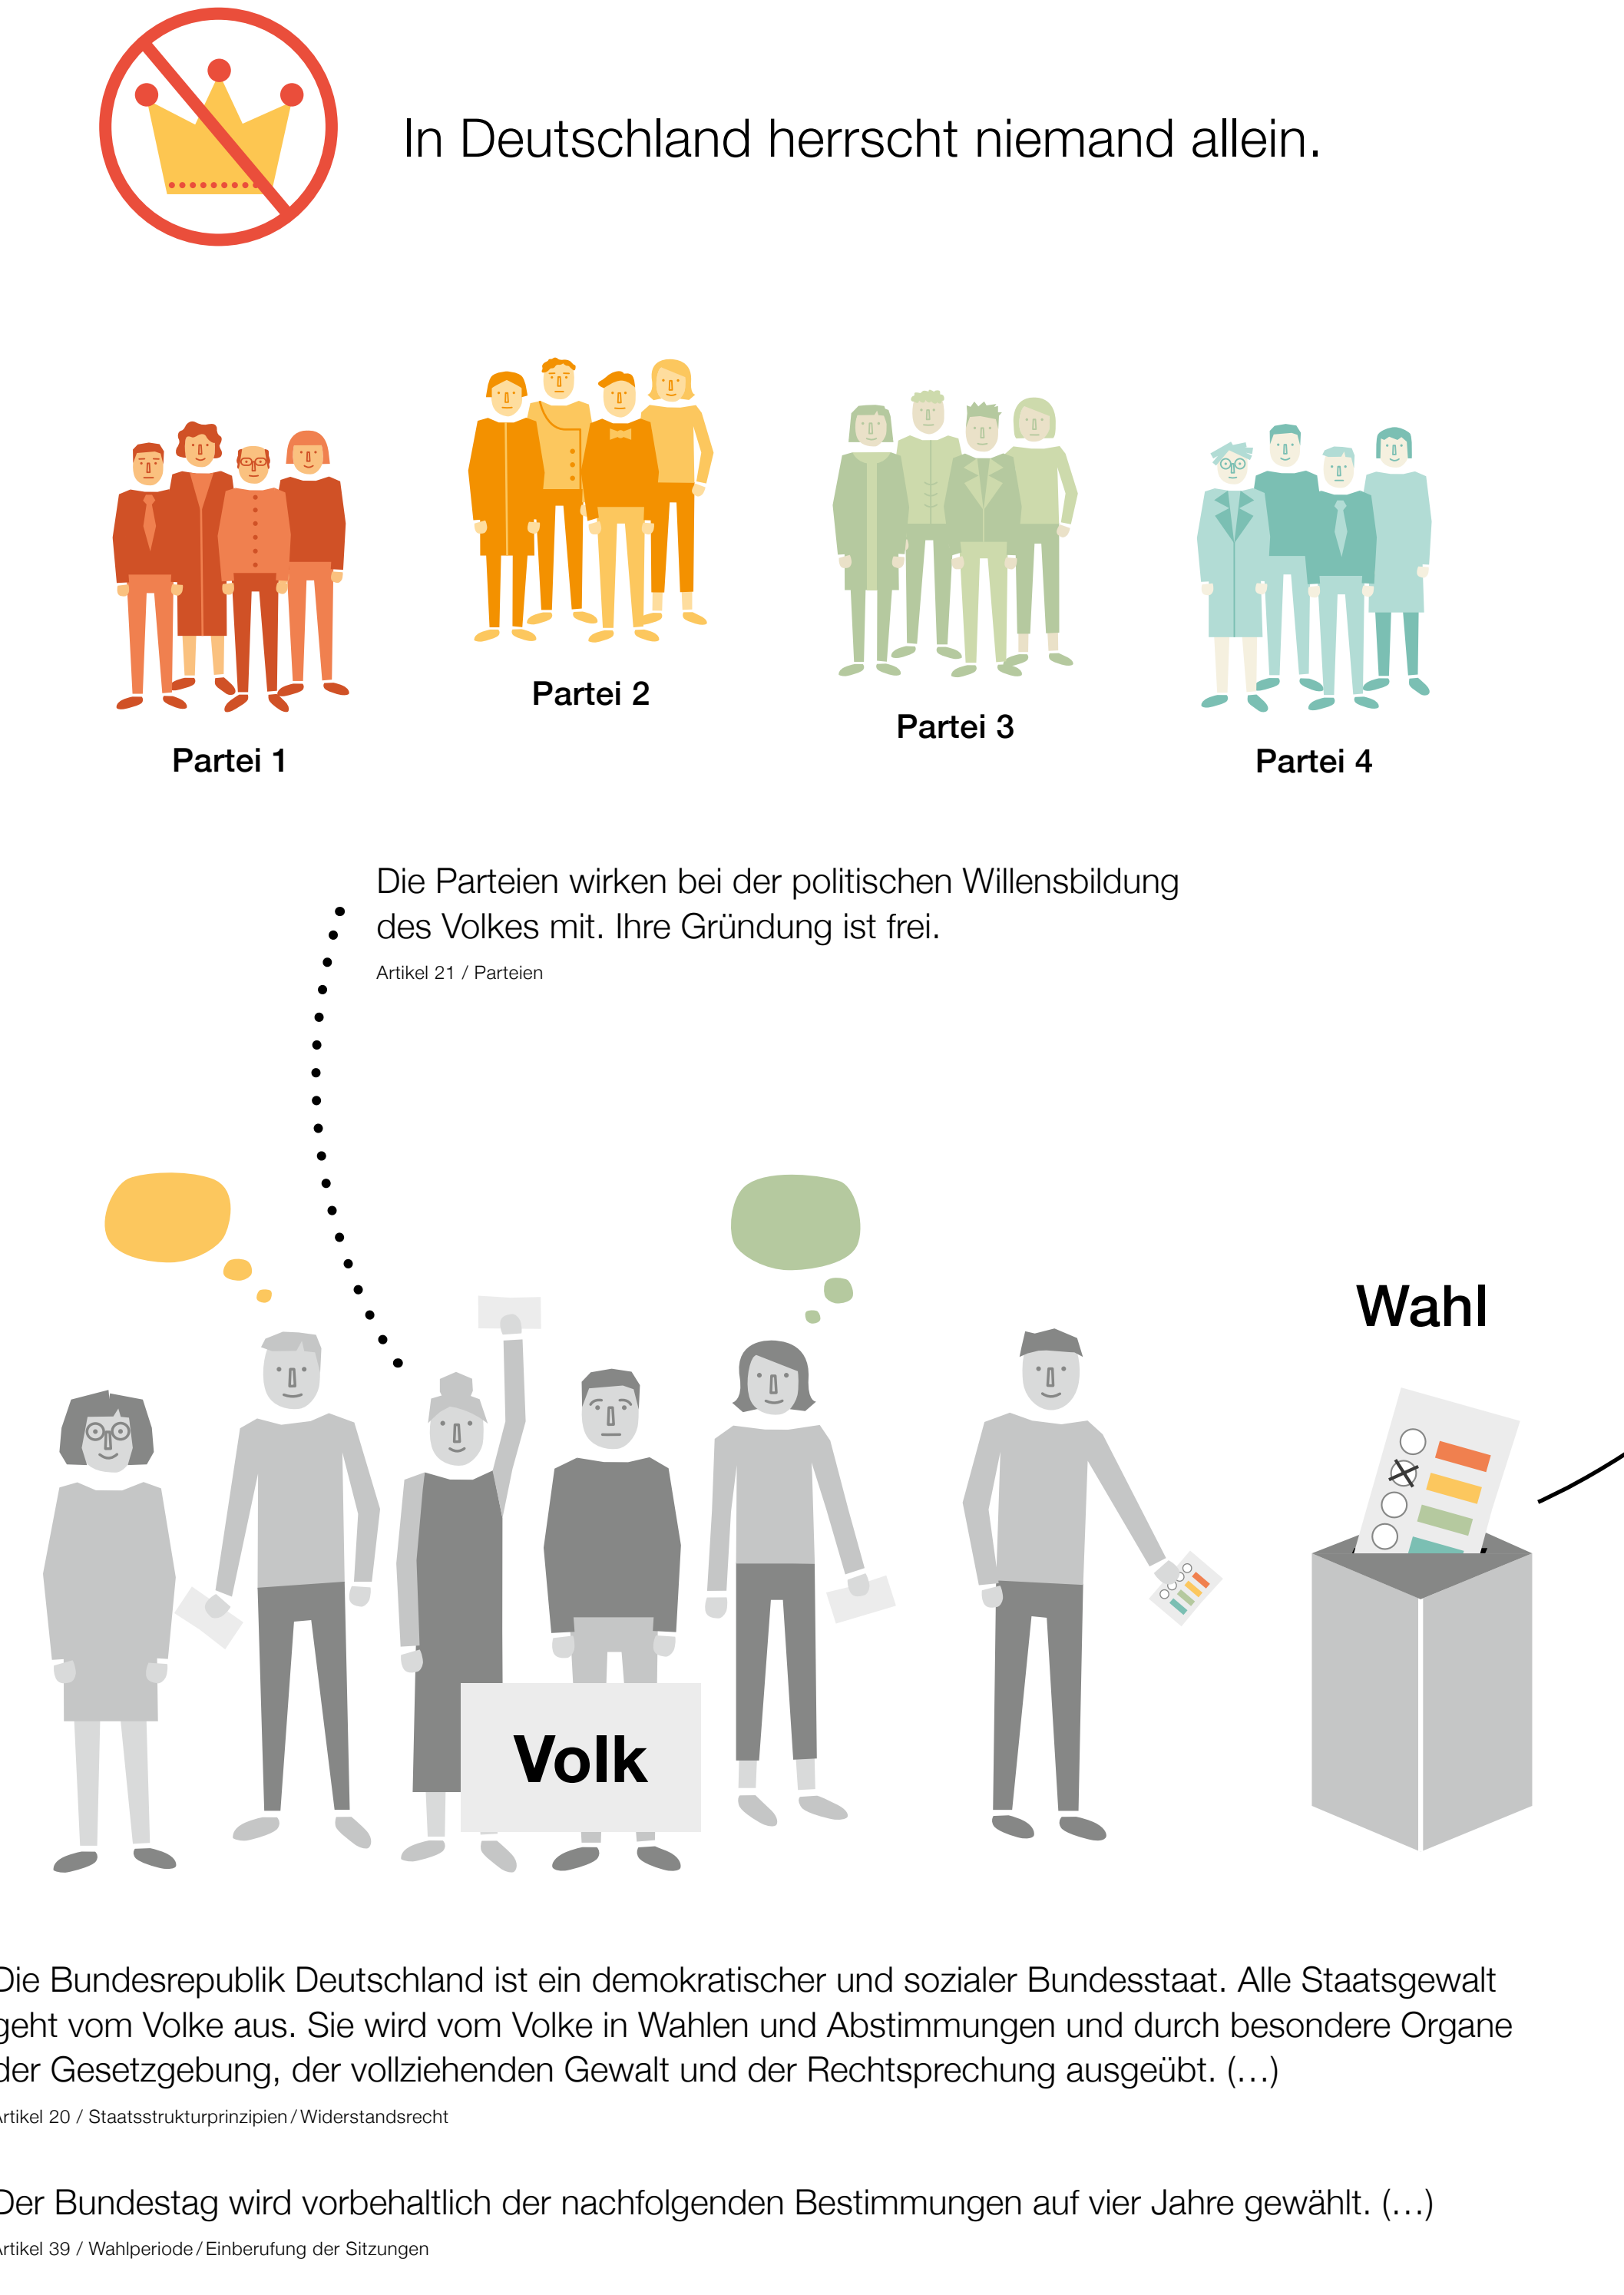 In Deutschland herrscht niemand allein.
Partei 1
Partei 2
Partei 3
Partei 4
Die Parteien wirken bei der politischen Willensbildung
des Volkes mit. Ihre Gründung ist frei.
Artikel 21 / Parteien
Wahl
Volk
Die Bundesrepublik Deutschland ist ein demokratischer und sozialer Bundesstaat. Alle Staatsgewalt
geht vom Volke aus. Sie wird vom Volke in Wahlen und Abstimmungen und durch besondere Organe
der Gesetzgebung, der vollziehenden Gewalt und der Rechtsprechung ausgeübt. (…)
Artikel 20 / Staatsstrukturprinzipien / Widerstandsrecht
Der Bundestag wird vorbehaltlich der nachfolgenden Bestimmungen auf vier Jahre gewählt. (…)
Artikel 39 / Wahlperiode / Einberufung der Sitzungen